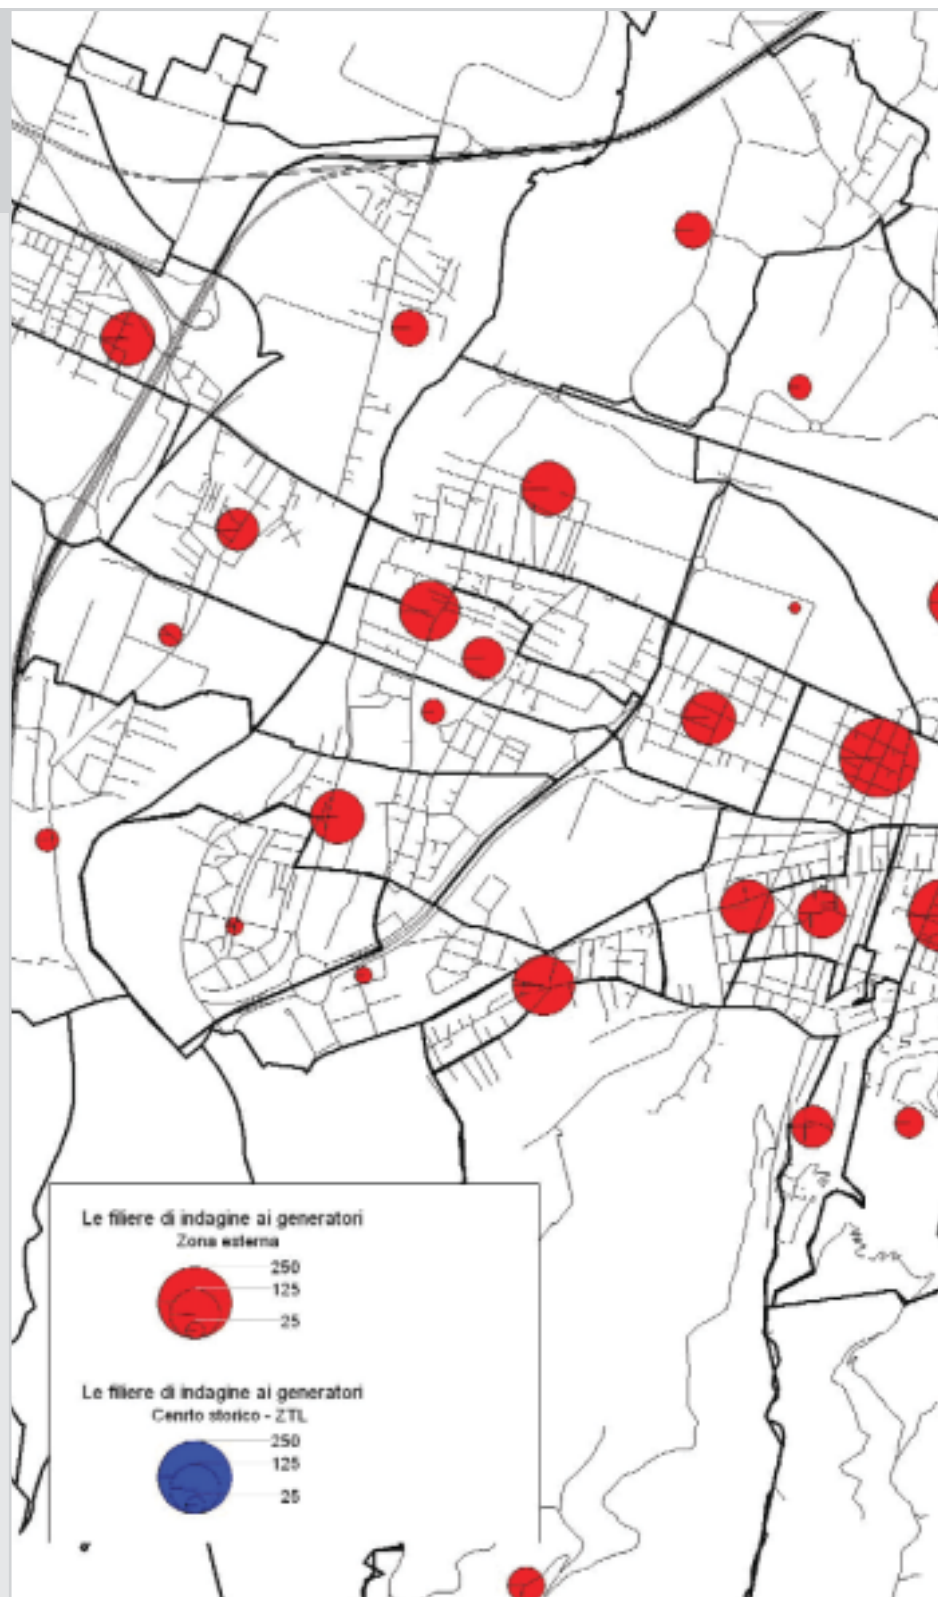 Le filiere di indagine ai generatori
Zona esterna
250
125
25
Le filiere di indagine ai generatori
Cenrto storico - ZTL
250
125
25